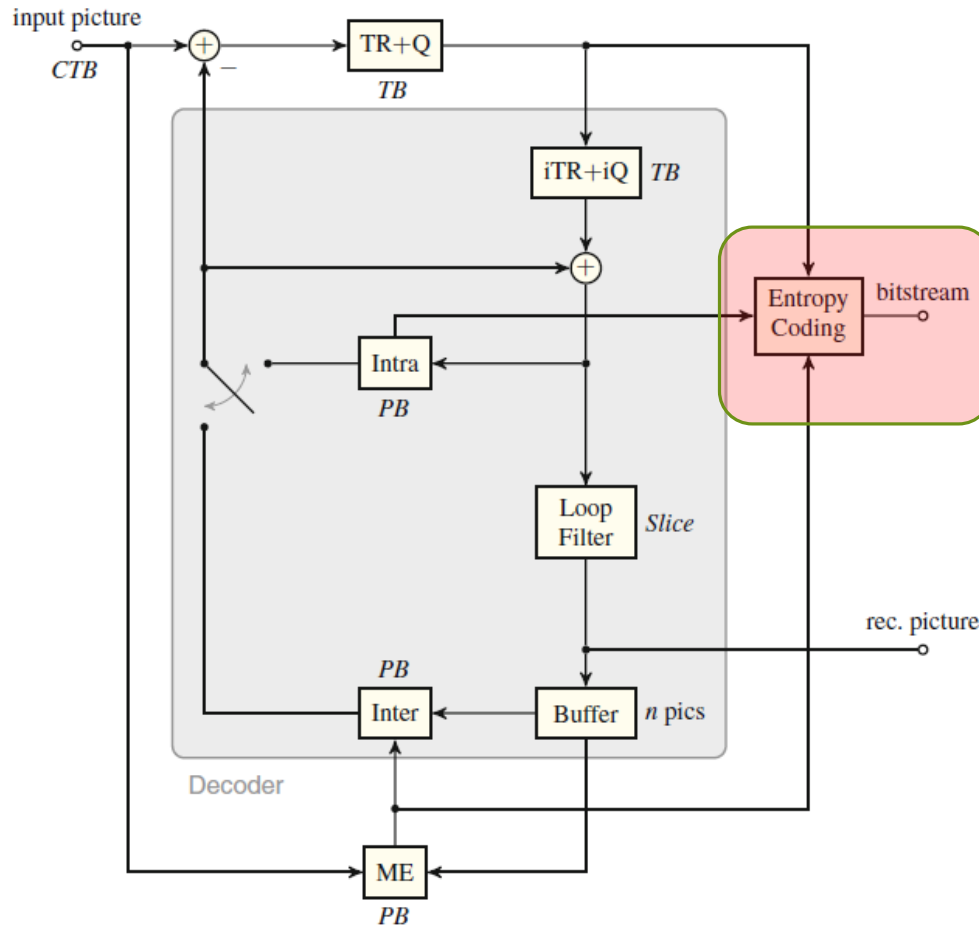 input picture
CTB
+
−
TR+Q
TB
iTR+iQ
TB
+
Entropy
Coding
bitstream
Intra
PB
Loop
Filter
Slice
rec. picture
PB
Inter
Buffer
n pics
Decoder
ME
PB